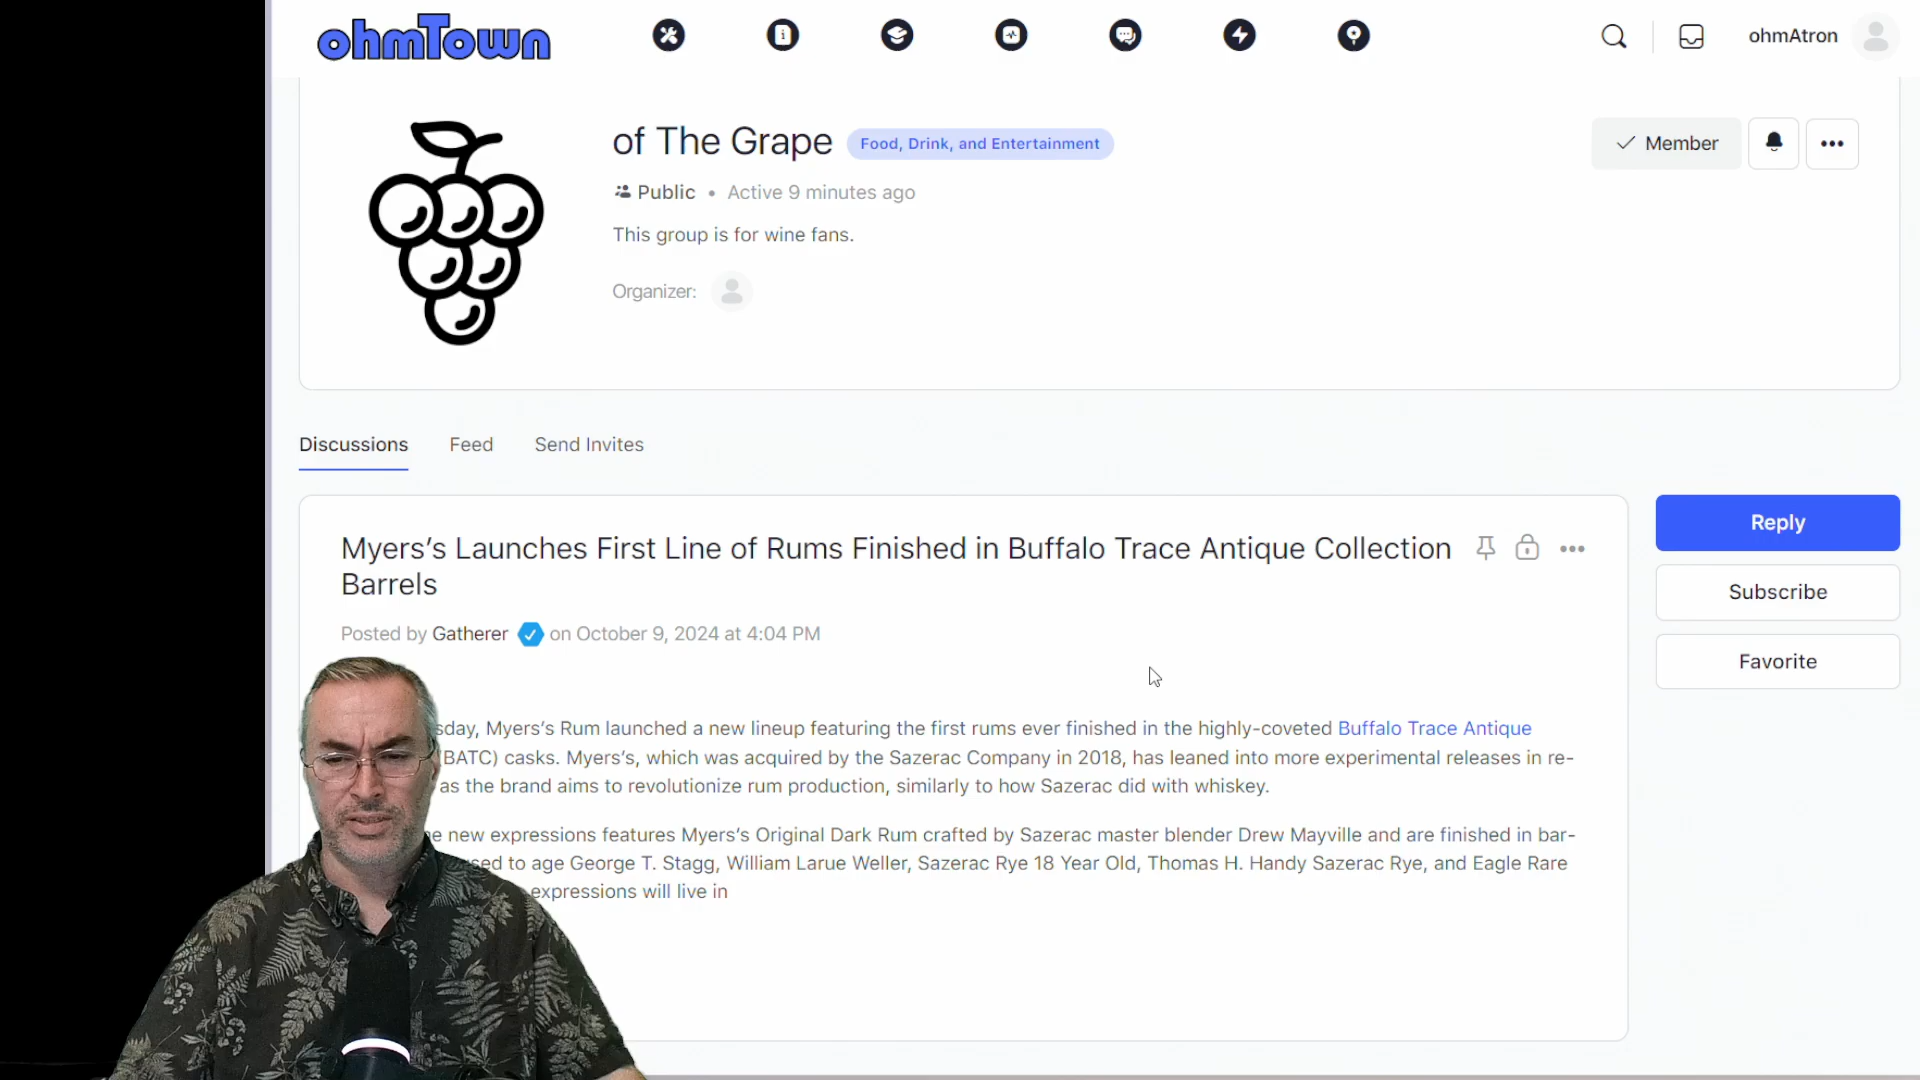 ohmTown
ohmAtron
of The Grape
Food, Drink, and Entertainment
Member
Public • Active 9 minutes ago
This group is for wine fans.
Organizer:
Discussions
Feed
Send Invites
Myers’s Launches First Line of Rums Finished in Buffalo Trace Antique Collection
Barrels
Posted by Gatherer on October 9, 2024 at 4:04 PM
Reply
Subscribe
Favorite
sday, Myers’s Rum launched a new lineup featuring the first rums ever finished in the highly-coveted Buffalo Trace Antique
(BATC) casks. Myers’s, which was acquired by the Sazerac Company in 2018, has leaned into more experimental releases in re-
as the brand aims to revolutionize rum production, similarly to how Sazerac did with whiskey.
new expressions features Myers’s Original Dark Rum crafted by Sazerac master blender Drew Mayville and are finished in bar-
sed to age George T. Stagg, William Larue Weller, Sazerac Rye 18 Year Old, Thomas H. Handy Sazerac Rye, and Eagle Rare
expressions will live in